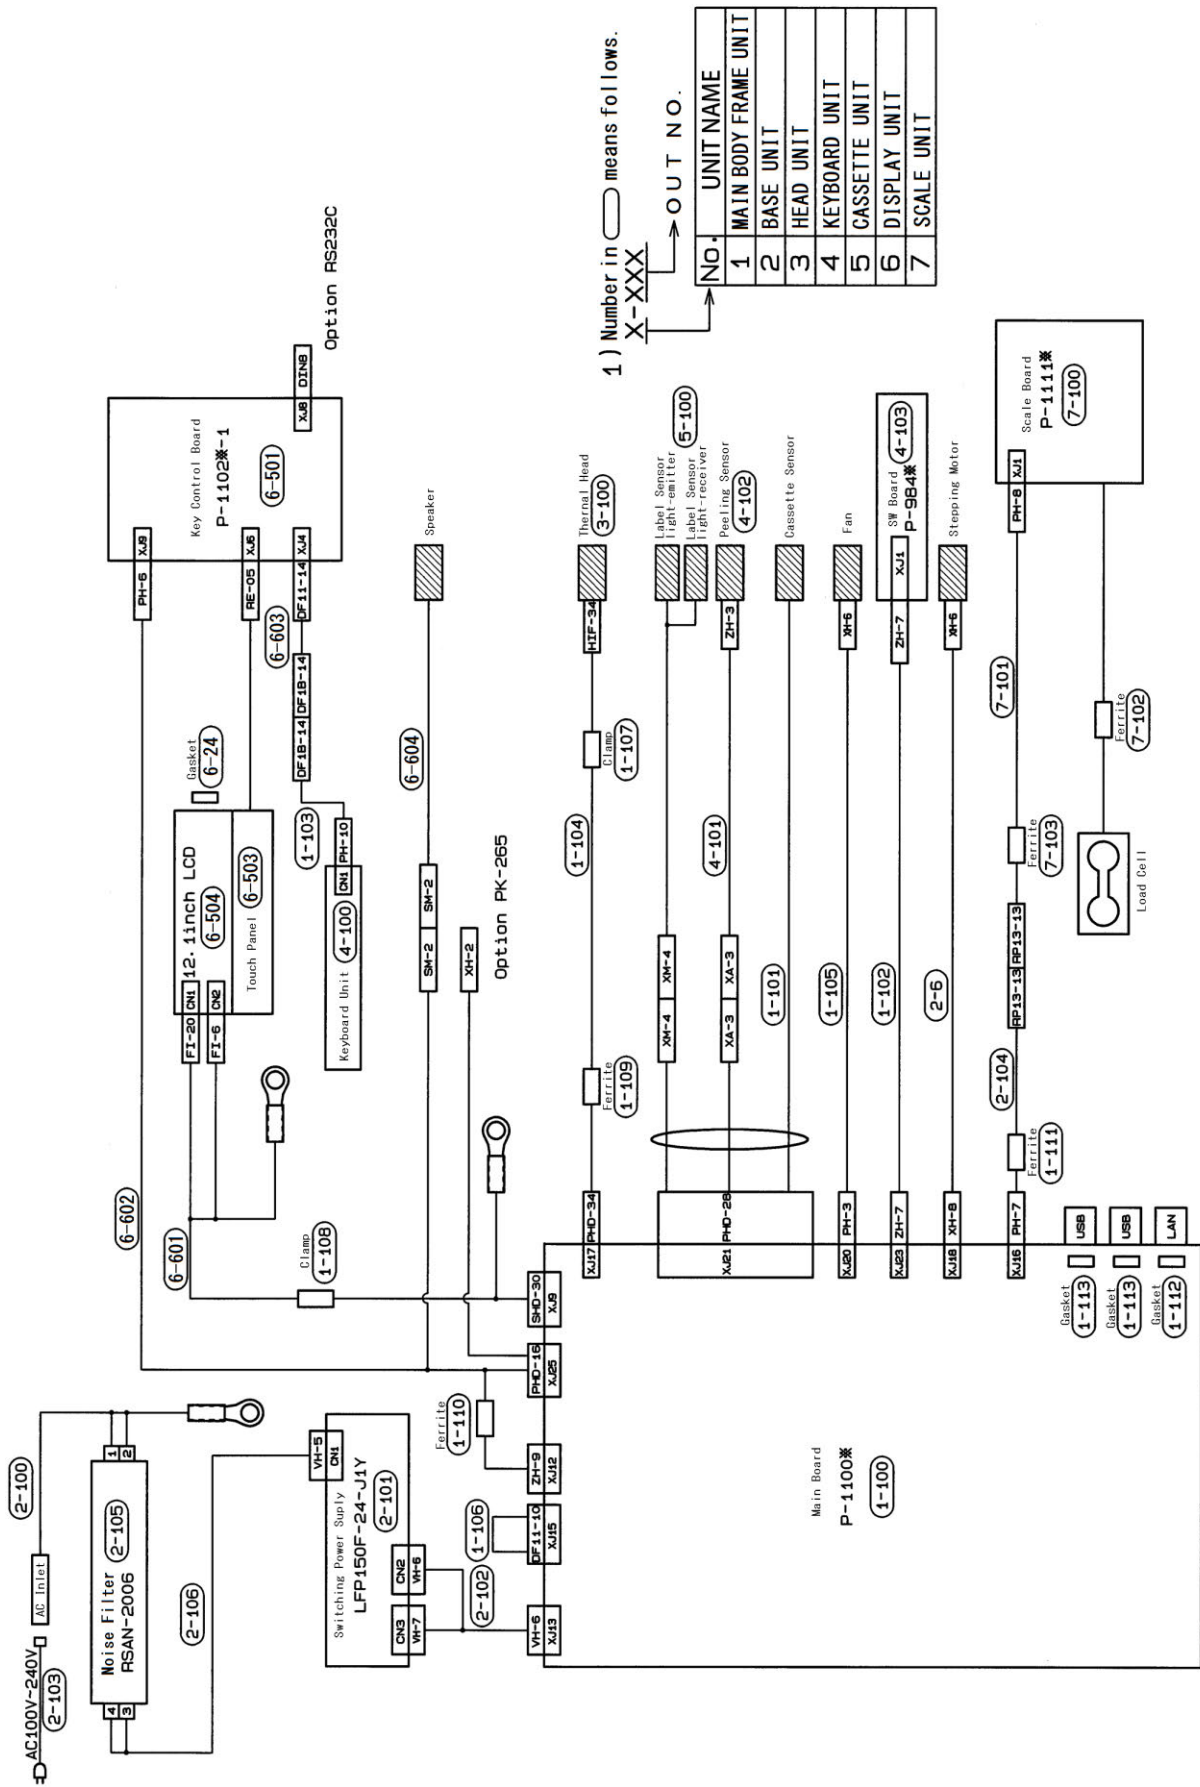 AC100V-240V
2-103
AC Inlet
2-100
Noise Filter
RSAN-2006
2-105
4
3
1
2
2-106
Switching Power Suply
LFP150F-24-J1Y
2-101
VH-5
CN1
CN3
VH-7
CN2
VH-6
2-102
1-106
VH-6
XJ13
DF11-10
XJ15
ZH-9
XJ12
Ferrite
1-110
PHD-16
XJ25
SHD-30
XJ9
Clamp
1-108
6-601
6-602
FI-20
CN1
FI-6
CN2
12.1inch LCD
6-504
Touch Panel
6-503
Gasket
6-24
Keyboard Unit
4-100
CN1
PH-10
1-103
DF1B-14
DF1B-14
6-603
DF11-14
XJ4
RE-05
XJ6
PH-6
XJ9
Key Control Board
P-1102※-1
6-501
XJ8
DIN8
Option RS232C
SM-2
SM-2
6-604
Speaker
XH-2
Option PK-265
1) Number in means follows.
X-XXX
OUT NO.
No. UNIT NAME
1 MAIN BODY FRAME UNIT
2 BASE UNIT
3 HEAD UNIT
4 KEYBOARD UNIT
5 CASSETTE UNIT
6 DISPLAY UNIT
7 SCALE UNIT
Main Board
P-1100※
1-100
XJ17
PHD-34
Ferrite
1-109
1-104
Clamp
1-107
HIF-34
Thermal Head
3-100
XJ21
PHD-28
XM-4
XM-4
Label Sensor
light-emitter
Label Sensor
light-receiver
5-100
XA-3
XA-3
4-101
ZH-3
Peeling Sensor
4-102
1-101
Cassette Sensor
XJ20
PH-3
1-105
XH-6
Fan
XJ23
ZH-7
1-102
ZH-7
XJ1
SW Board
P-984※
4-103
XJ18
XH-8
2-6
XH-6
Stepping Motor
XJ16
PH-7
Ferrite
1-111
2-104
RP13-13
RP13-13
Ferrite
7-103
7-101
PH-8
XJ1
Scale Board
P-1111※
7-100
Load Cell
Ferrite
7-102
Gasket
1-113
USB
Gasket
1-113
USB
Gasket
1-112
LAN